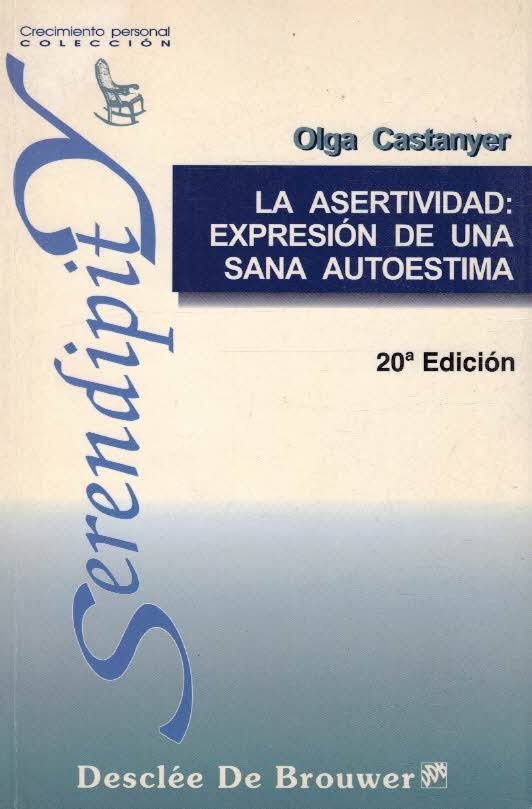 Crecimiento personal
COLECCIÓN
Serendipity
Olga Castanyer
LA ASERTIVIDAD:
EXPRESIÓN DE UNA
SANA AUTOESTIMA
20ª Edición
Desclée De Brouwer